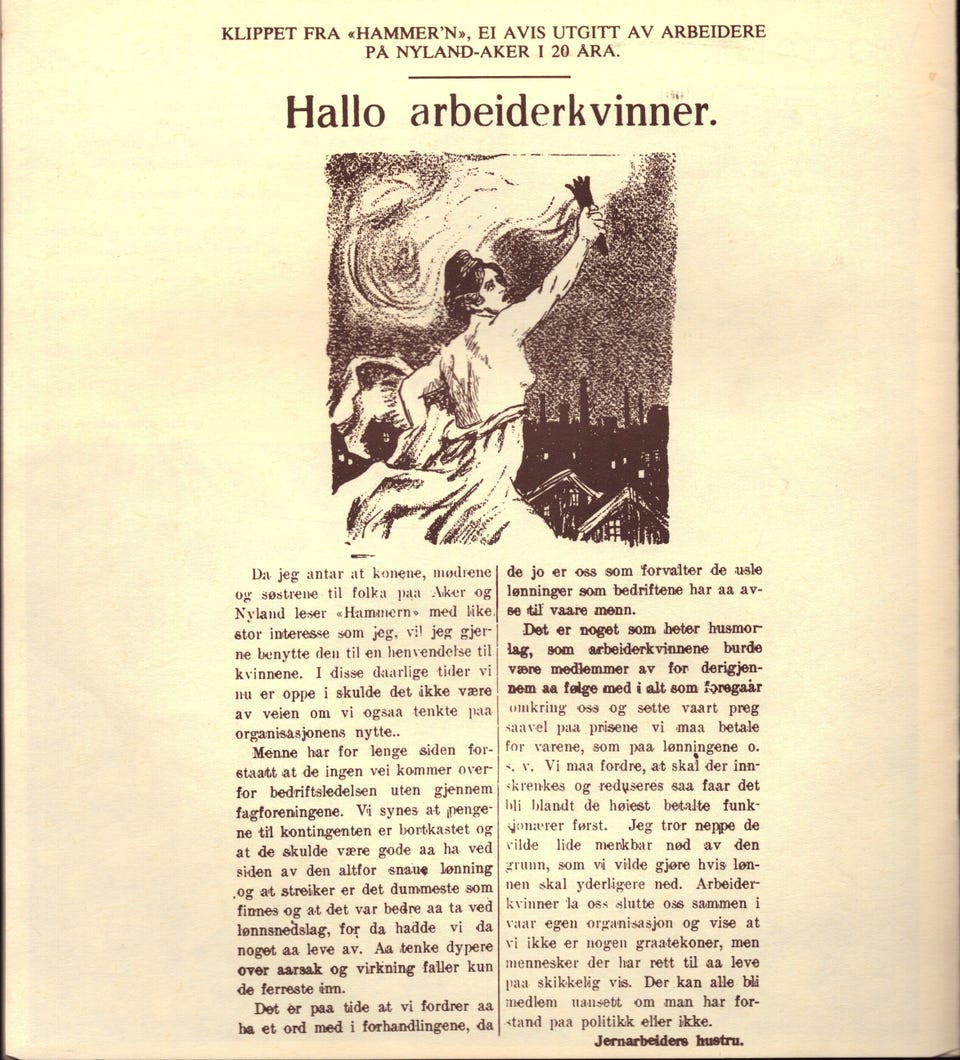 KLIPPET FRA «HAMMER'N», EI AVIS UTGITT AV ARBEIDERE
PÅ NYLAND-AKER I 20 ÅRA.
Hallo arbeiderkvinner.
Da jeg antar at konene, mødrene
og søstrene til folka paa Aker og
Nyland leser «Hammern» med like
stor interesse som jeg, vil jeg gjer-
ne benytte den til en henvendelse til
kvinnene. I disse daarlige tider vi
nu er oppe i skulde det ikke være
av veien om vi ogsaa tenkte paa
organisasjonens nytte..
Menne har for lenge siden for-
staatt at de ingen vei kommer over-
for bedriftsledelsen uten gjennem
fagforeningene. Vi synes at penge-
ne til kontingenten er bortkastet og
at de skulde være gode aa ha ved
siden av den altfor snaue lønning
og at streiker er det dummeste som
finnes og at det var bedre aa ta ved
lønnsnedslag, for da hadde vi da
noget aa leve av. Aa tenke dypere
over aarsak og virkning faller kun
de ferreste inn.
Det er paa tide at vi fordrer aa
ha et ord med i forhandlingene, da
de jo er oss som forvalter de usle
lønninger som bedriftene har aa av-
se til vaare menn.
Det er noget som heter husmor-
lag, som arbeiderkvinnene burde
være medlemmer av for derigjen-
nem aa følge med i alt som foregaar
omkring oss og sette vaart preg
saavel paa prisene vi maa betale
for varene, som paa lønningene o.
s. v. Vi maa fordre, at skal der inn-
skrenkes og reduseres saa faar det
bli blandt de høiest betalte funk-
sjonærer først. Jeg tror neppe de
vilde lide merkbar nød av den
grunn, som vi vilde gjøre hvis løn-
nen skal yderligere ned. Arbeider-
kvinner la oss slutte oss sammen i
vaar egen organisasjon og vise at
vi ikke er nogen graatekoner, men
mennesker der har rett til aa leve
paa skikkelig vis. Der kan alle bli
medlem uansett om man har for-
stand paa politikk eller ikke.
Jernarbeiders hustru.